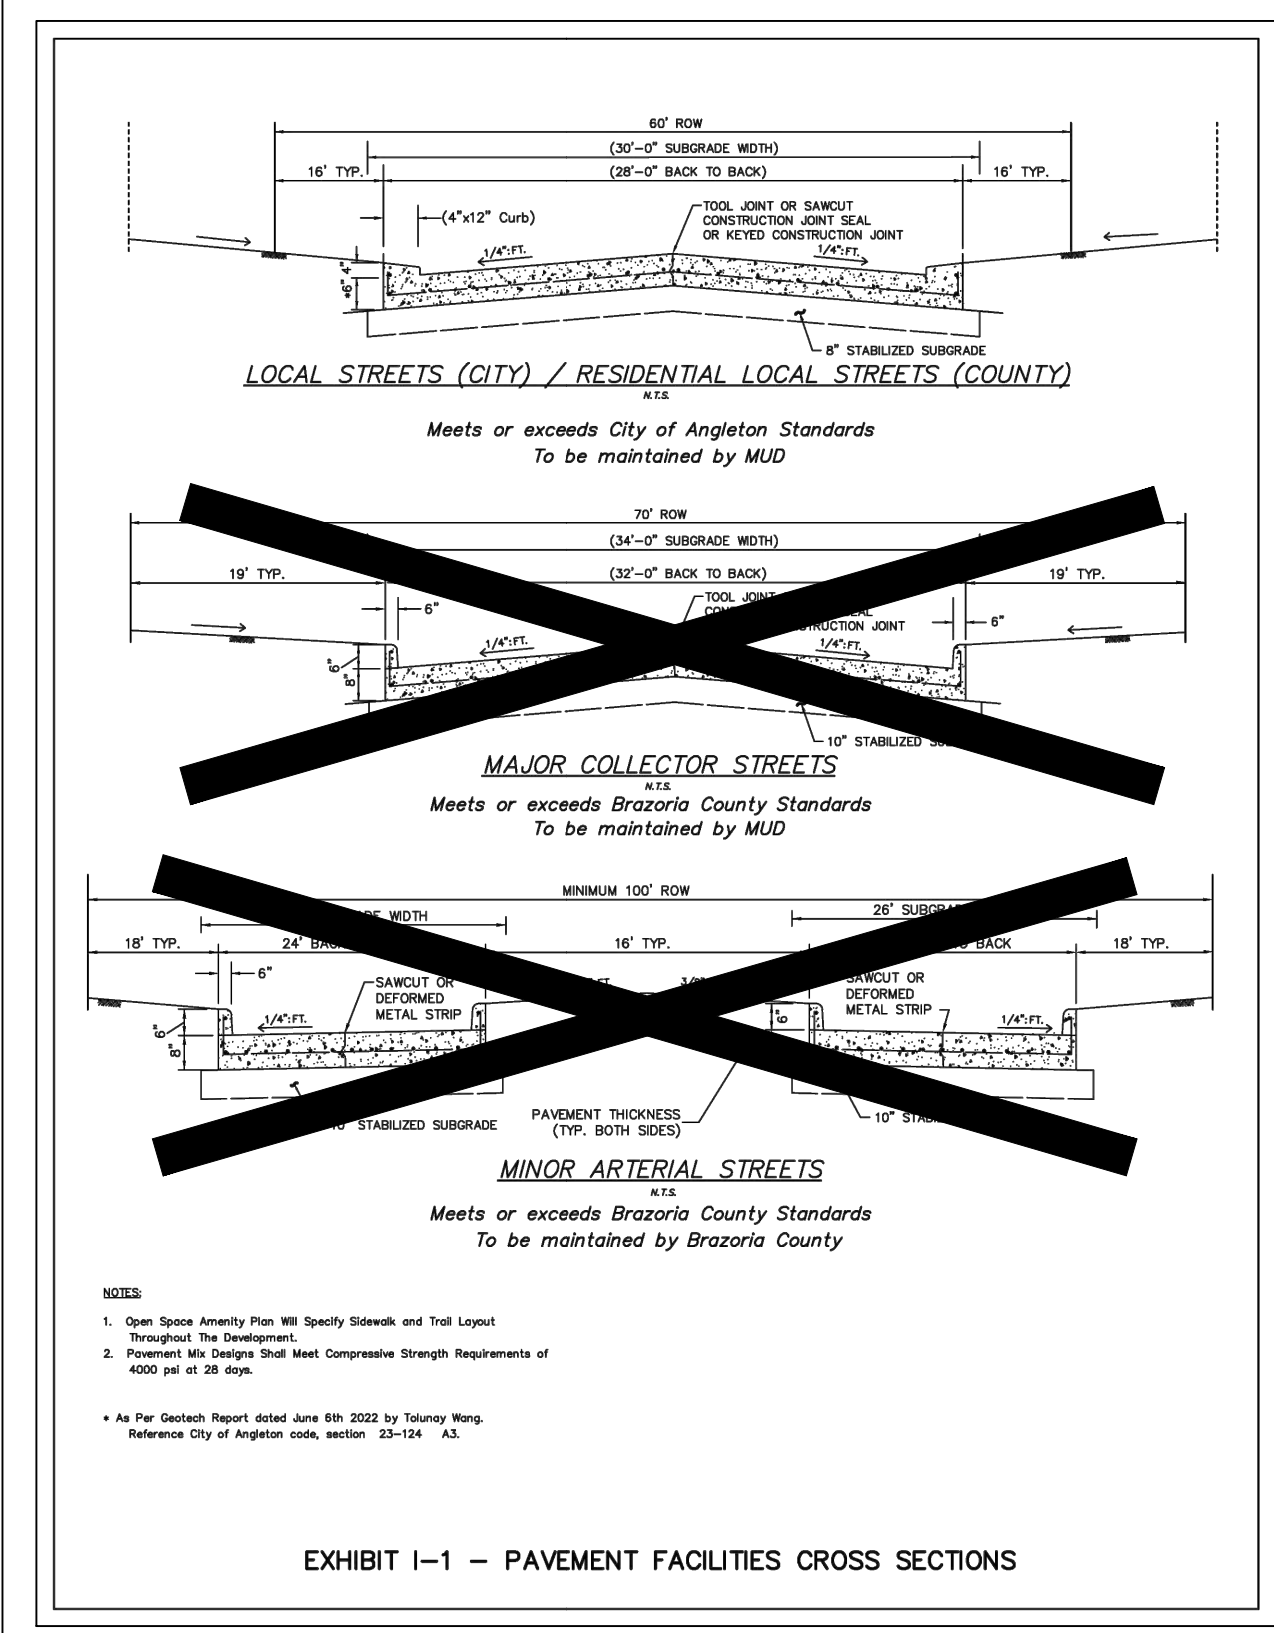 60' ROW
(30'-0" SUBGRADE WIDTH)
16' TYP.
(28'-0" BACK TO BACK)
16' TYP.
(4"x12" Curb)
TOOL JOINT OR SAWCUT
CONSTRUCTION JOINT SEAL
OR KEYED CONSTRUCTION JOINT
1/4":FT.
1/4":FT.
4"
*6"
8" STABILIZED SUBGRADE
LOCAL STREETS (CITY) / RESIDENTIAL LOCAL STREETS (COUNTY)
N.T.S.
Meets or exceeds City of Angleton Standards
To be maintained by MUD
70' ROW
(34'-0" SUBGRADE WIDTH)
19' TYP.
(32'-0" BACK TO BACK)
19' TYP.
6"
TOOL JOINT
JOINT
6"
1/4":FT.
1/4":FT.
6"
8"
10" STABILIZED
MAJOR COLLECTOR STREETS
N.T.S.
Meets or exceeds Brazoria County Standards
To be maintained by MUD
MINIMUM 100' ROW
WIDTH
26'
18' TYP.
24'
16' TYP.
BACK
18' TYP.
6"
SAWCUT OR
DEFORMED
METAL STRIP
SAWCUT OR
DEFORMED
METAL STRIP
1/4":FT.
6"
1/4":FT.
6"
8"
STABILIZED SUBGRADE
PAVEMENT THICKNESS
(TYP. BOTH SIDES)
10"
MINOR ARTERIAL STREETS
N.T.S.
Meets or exceeds Brazoria County Standards
To be maintained by Brazoria County
NOTES:
1. Open Space Amenity Plan Will Specify Sidewalk and Trail Layout
Throughout The Development.
2. Pavement Mix Designs Shall Meet Compressive Strength Requirements of
4000 psi at 28 days.
* As Per Geotech Report dated June 6th 2022 by Tolunay Wang.
Reference City of Angleton code, section 23-124 A3.
EXHIBIT I-1 - PAVEMENT FACILITIES CROSS SECTIONS